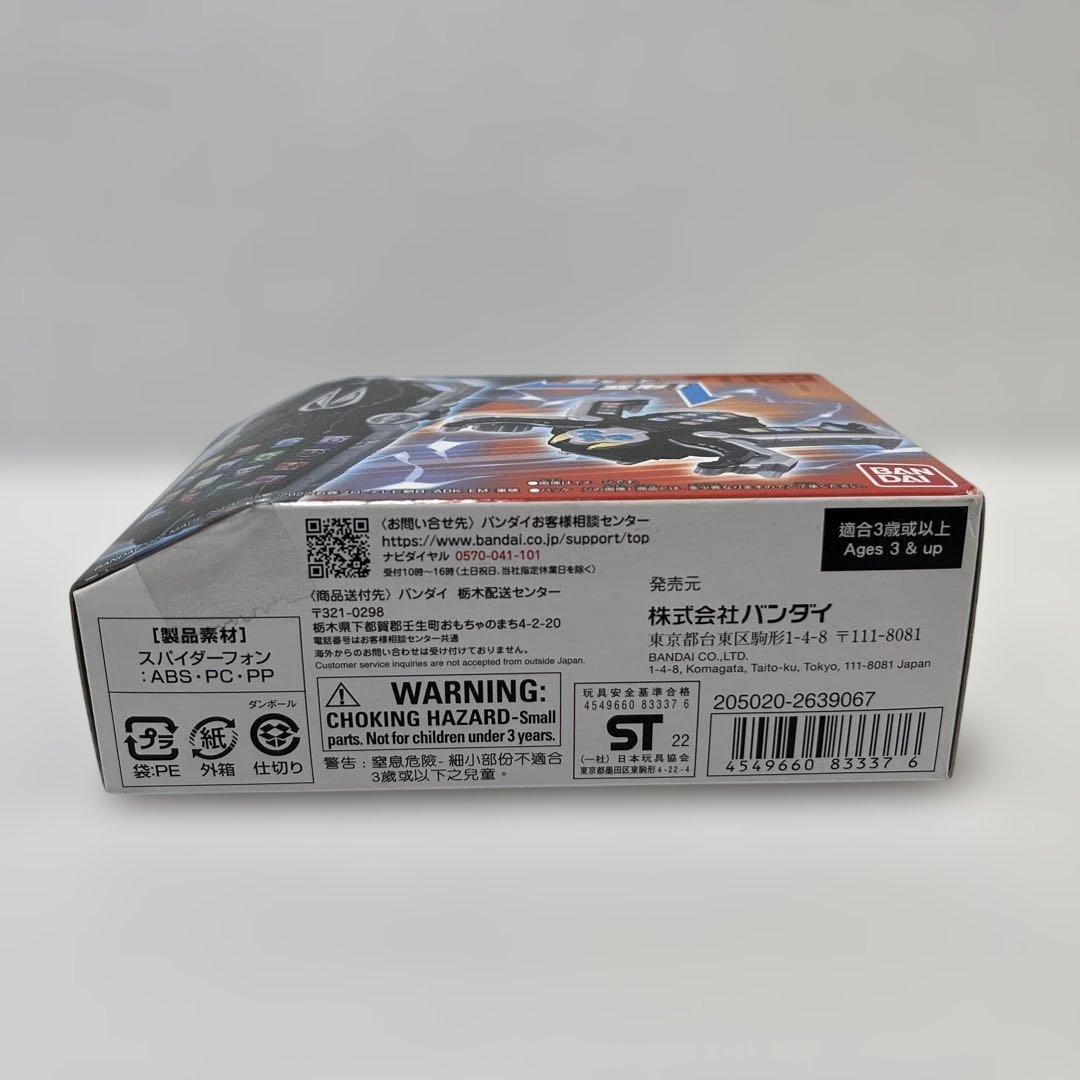 BAN
DAI
〈お問い合せ先〉バンダイお客様相談センター
https://www.bandai.co.jp/support/top
ナビダイヤル 0570-041-101
受付10時～16時(土日祝日、当社指定休業日を除く)
〈商品送付先〉バンダイ 栃木配送センター
〒321-0298
栃木県下都賀郡壬生町おもちゃのまち4-2-20
電話番号はお客様相談センター共通
海外からのお問い合わせは受け付けておりません。
Customer service inquiries are not accepted from outside Japan.
適合3歳或以上
Ages 3 & up
発売元
株式会社バンダイ
東京都台東区駒形1-4-8 〒111-8081
BANDAI CO.,LTD.
1-4-8, Komagata, Taito-ku, Tokyo, 111-8081 Japan
[製品素材]
スパイダーフォン
:ABS・PC・PP
プラ
袋:PE
紙
外箱
ダンボール
仕切り
WARNING:
CHOKING HAZARD-Small
parts. Not for children under 3 years.
警告:窒息危險-細小部份不適合
3歲或以下之兒童。
玩具安全基準合格
4549660 83337 6
ST 22
(一社)日本玩具協会
東京都墨田区東駒形4-22-4
205020-2639067
4549660 83337 6